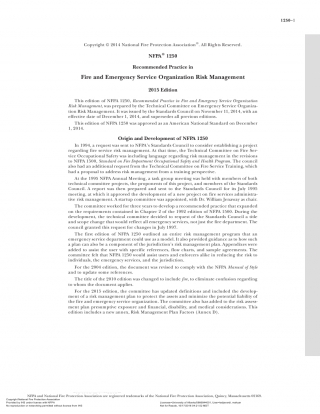 1250–1
Copyright © 2014 National Fire Protection Association®. All Rights Reserved.
NFPA® 1250
Recommended Practice in
Fire and Emergency Service Organization Risk Management
2015 Edition
This edition of NFPA 1250, Recommended Practice in Fire and Emergency Service Organization
Risk Management, was prepared by the Technical Committee on Emergency Service Organiza-
tion Risk Management. It was issued by the Standards Council on November 11, 2014, with an
effective date of December 1, 2014, and supersedes all previous editions.
This edition of NFPA 1250 was approved as an American National Standard on December
1, 2014.
Origin and Development of NFPA 1250
In 1994, a request was sent to NFPA's Standards Council to consider establishing a project
regarding fire service risk management. At that time, the Technical Committee on Fire Ser-
vice Occupational Safety was including language regarding risk management in the revisions
to NFPA 1500, Standard on Fire Department Occupational Safety and Health Program. The council
also had an additional request from the Technical Committee on Fire Service Training, which
had a proposal to address risk management from a training perspective.
At the 1995 NFPA Annual Meeting, a task group meeting was held with members of both
technical committee projects, the proponents of this project, and members of the Standards
Council. A request was then prepared and sent to the Standards Council for its July 1995
meeting, at which it approved the development of a new project on fire service administra-
tive risk management. A startup committee was appointed, with Dr. William Jenaway as chair.
The committee worked for three years to develop a recommended practice that expanded
on the requirements contained in Chapter 2 of the 1992 edition of NFPA 1500. During the
development, the technical committee decided to request of the Standards Council a title
and scope change that would reflect all emergency services, not just the fire department. The
council granted this request for changes in July 1997.
The first edition of NFPA 1250 outlined an entire risk management program that an
emergency service department could use as a model. It also provided guidance as to how such
a plan can also be a component of the jurisdiction's risk management plan. Appendices were
added to assist the user with specific references, flow charts, and sample agreements. The
committee felt that NFPA 1250 would assist users and enforcers alike in reducing the risk to
individuals, the emergency services, and the jurisdiction.
For the 2004 edition, the document was revised to comply with the NFPA Manual of Style
and to update some references.
The title of the 2010 edition was changed to include fire, to eliminate confusion regarding
to whom the document applies.
For the 2015 edition, the committee has updated definitions and included the develop-
ment of a risk management plan to protect the assets and minimize the potential liability of
the fire and emergency service organization. The committee also has added to the risk assess-
ment plan presumptive exposure and financial, disability, and medical considerations. This
edition includes a new annex, Risk Management Plan Factors (Annex D).
NFPA and National Fire Protection Association are registered trademarks of the National Fire Protection Association, Quincy, Massachusetts 02169.